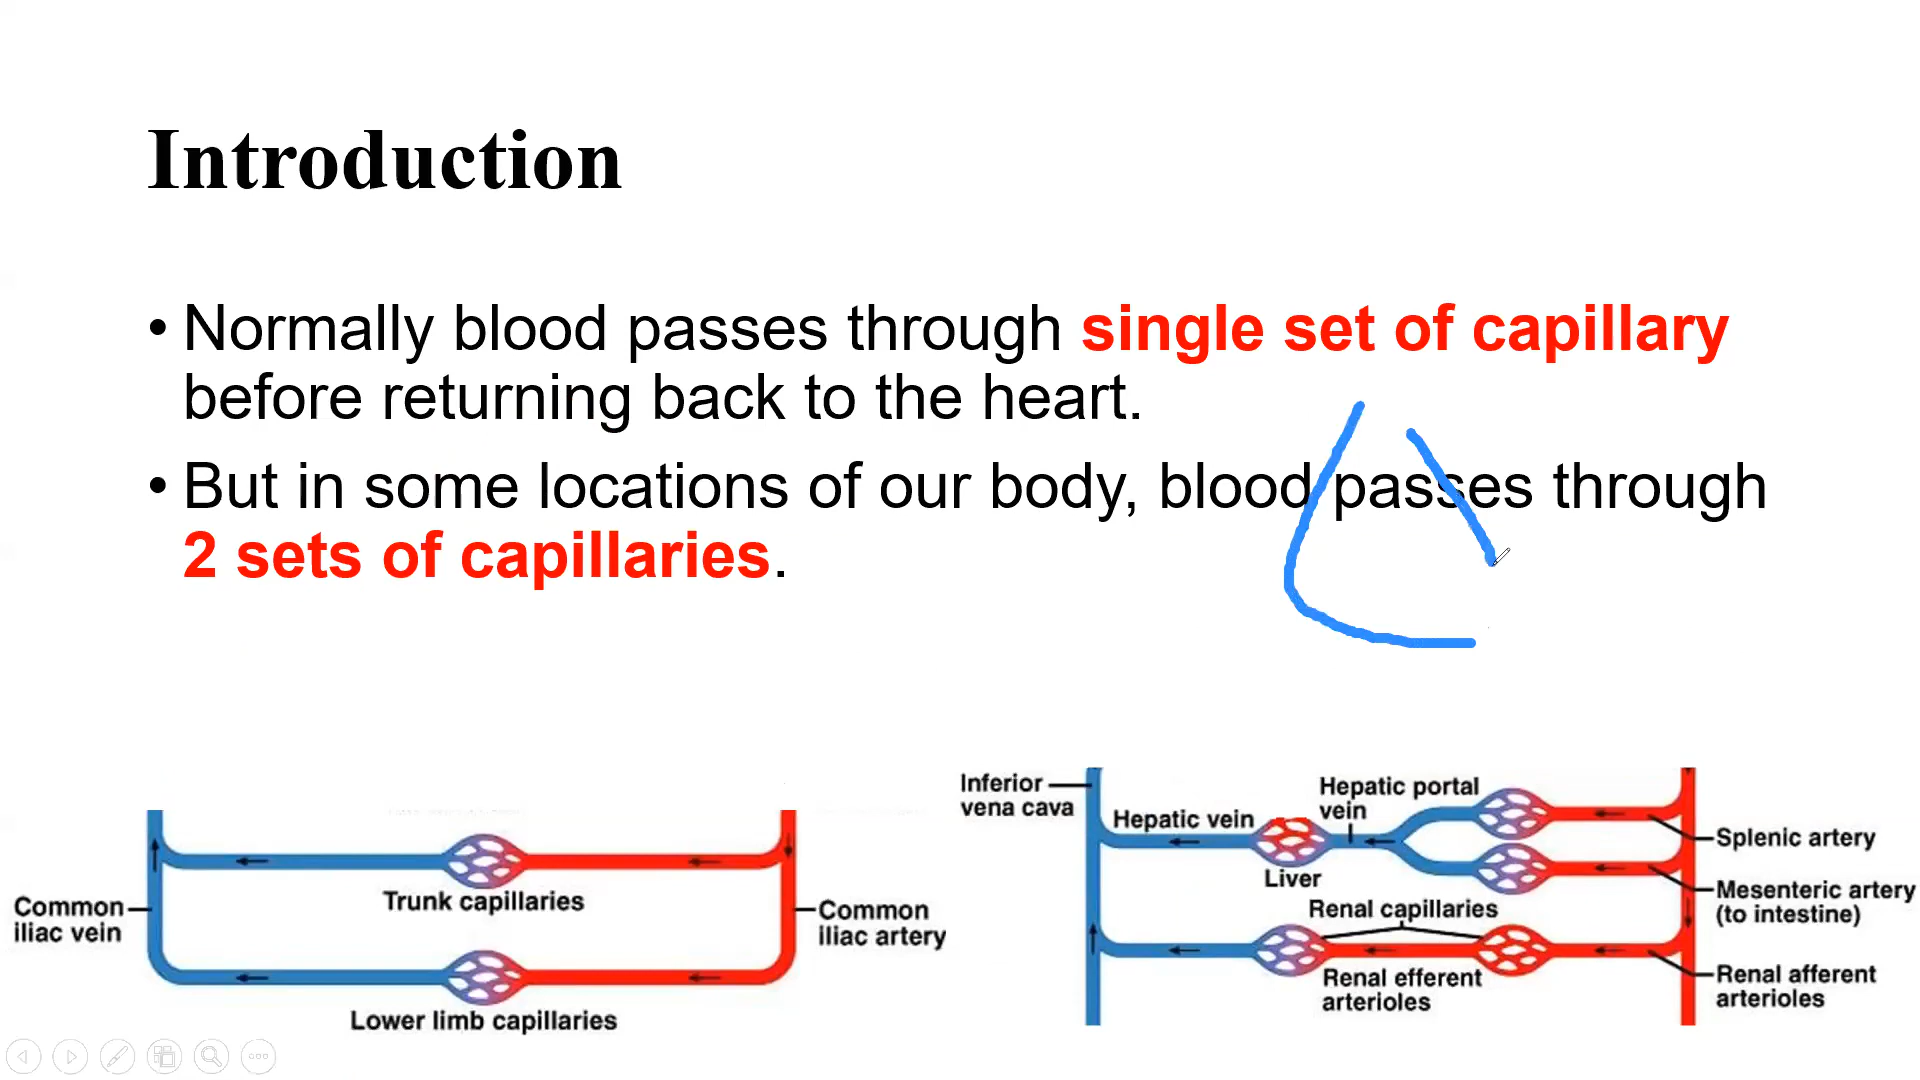 Introduction
• Normally blood passes through single set of capillary
before returning back to the heart.
• But in some locations of our body, blood passes through
2 sets of capillaries.
Trunk capillaries
Common
iliac vein
Common
iliac artery
Lower limb capillaries
Inferior
vena cava
Hepatic vein
Hepatic portal
vein
Splenic artery
Liver
Mesenteric artery
(to intestine)
Renal capillaries
Renal efferent
arterioles
Renal afferent
arterioles